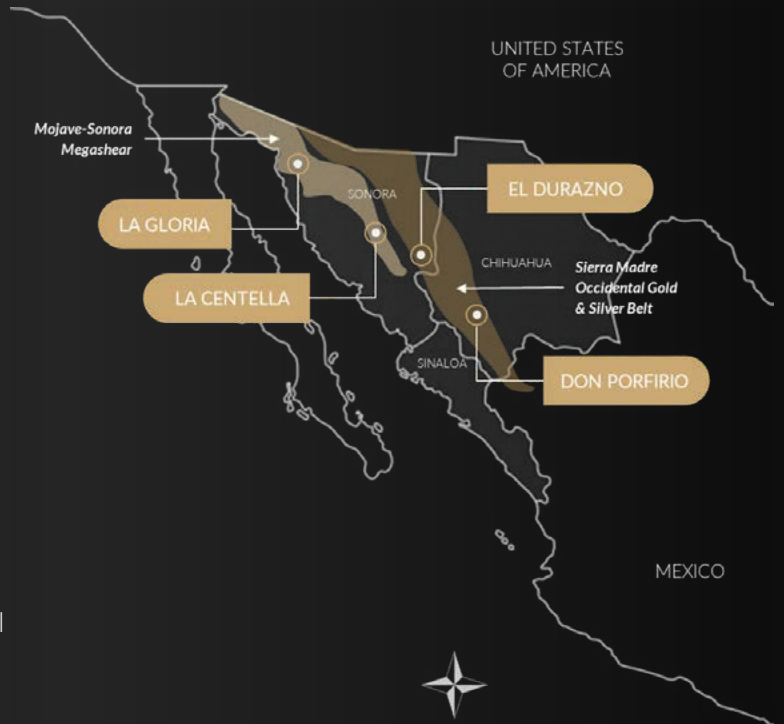 UNITED STATES
OF AMERICA
Mojave-Sonora
Megashear
SONORA
EL DURAZNO
LA GLORIA
CHIHUAHUA
Sierra Madre
Occidental Gold
& Silver Belt
LA CENTELLA
SINALOA
DON PORFIRIO
MEXICO